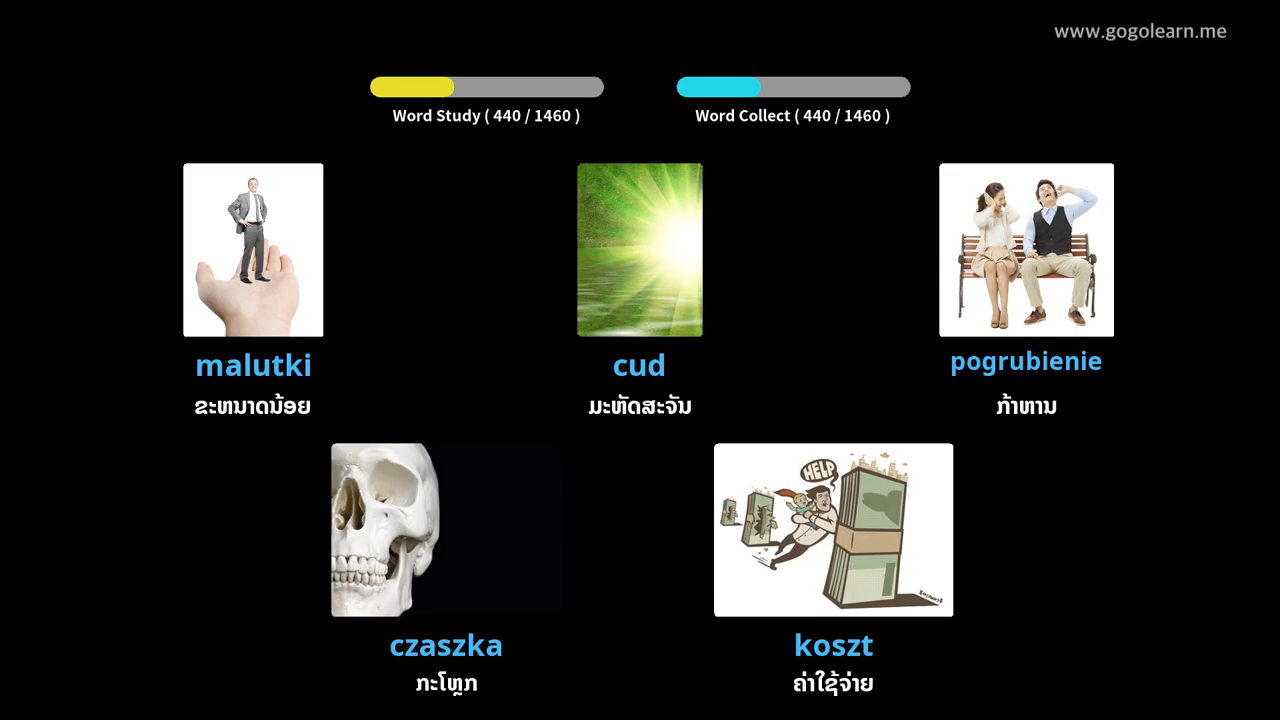 www.gogolearn.me
Word Study ( 440 / 1460 )
Word Collect ( 440 / 1460 )
malutki
ຂະຫນາດນ້ອຍ
cud
ມະຫັດສະຈັນ
pogrubienie
ກ້າຫານ
HELP
czaszka
ກະໂຫຼກ
koszt
ຄ່າໃຊ້ຈ່າຍ